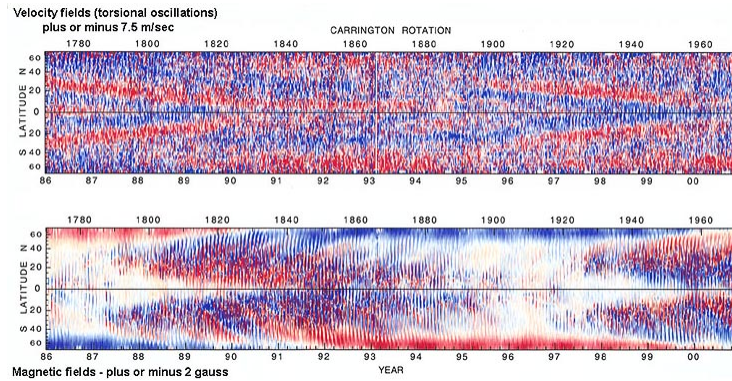 Velocity fields (torsional oscillations)
plus or minus 7.5 m/sec
CARRINGTON ROTATION
1780 1800 1820 1840 1860 1880 1900 1920 1940 1960
S LATITUDE N
60
40
20
0
20
40
60
86 87 88 89 90 91 92 93 94 95 96 97 98 99 00
1780 1800 1820 1840 1860 1880 1900 1920 1940 1960
S LATITUDE N
60
40
20
0
20
40
60
86 87 88 89 90 91 92 93 94 95 96 97 98 99 00
YEAR
Magnetic fields - plus or minus 2 gauss